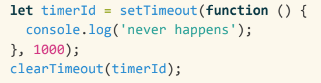 let timerId = setTimeout(function () {
  console.log('never happens');
}, 1000);
clearTimeout(timerId);